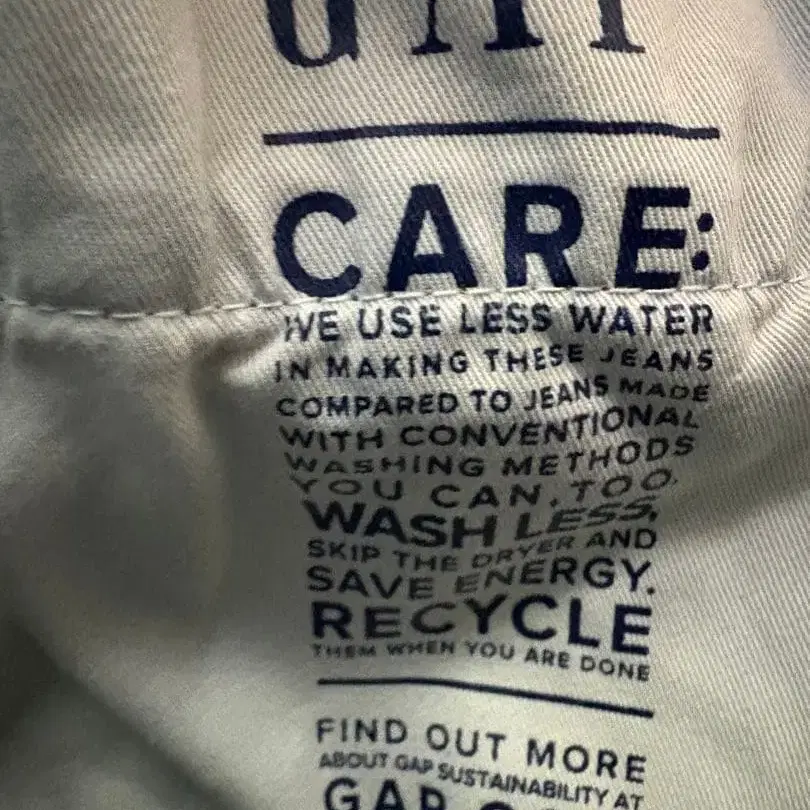 GAP
CARE:
WE USE LESS WATER
IN MAKING THESE JEANS
COMPARED TO JEANS MADE
WITH CONVENTIONAL
WASHING METHODS
YOU CAN, TOO.
WASH LESS,
SKIP THE DRYER AND
SAVE ENERGY.
RECYCLE
THEM WHEN YOU ARE DONE
FIND OUT MORE
ABOUT GAP SUSTAINABILITY AT
GAP